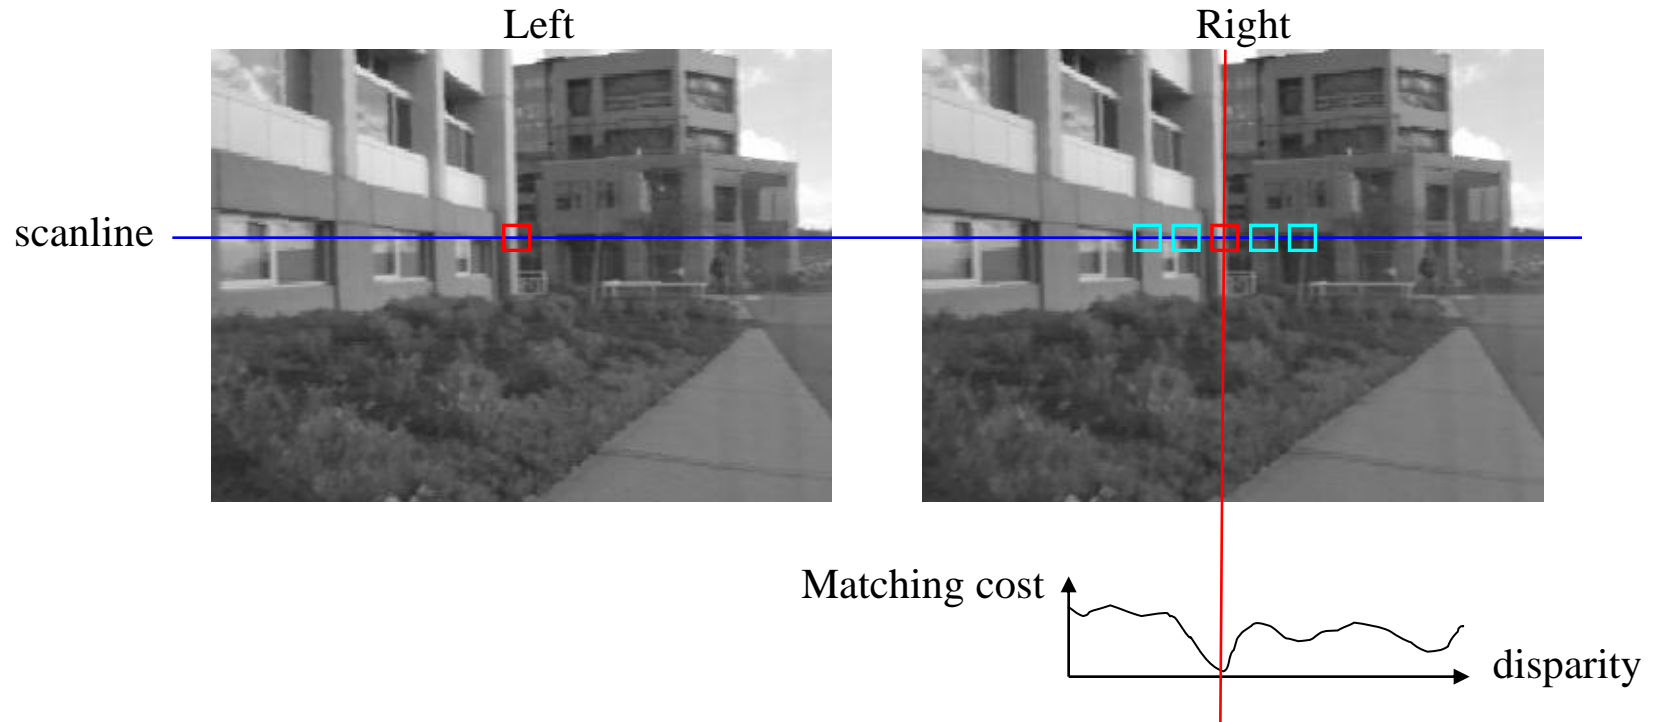 Left
Right
scanline
Matching cost
disparity